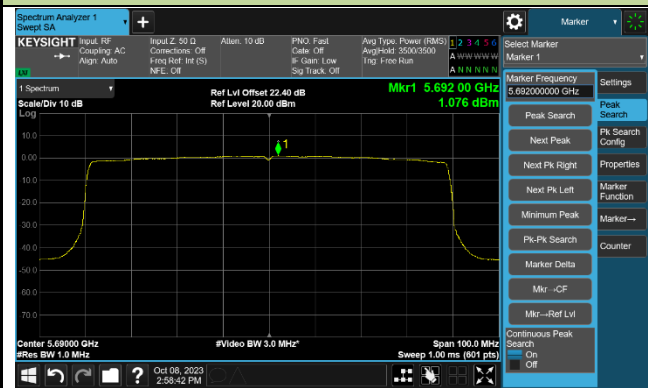 Spectrum Analyzer 1
Swept SA
+
Marker
KEYSIGHT
Input: RF
Coupling: AC
Align: Auto
Input Z: 50 Ω
Corrections: Off
Freq Ref: Int (S)
NFE: Off
Atten: 10 dB
PNO: Fast
Gate: Off
IF Gain: Low
Sig Track: Off
Avg Type: Power (RMS)
Avg|Hold: 3500/3500
Trig: Free Run
1 2 3 4 5 6
A W W W W W
A N N N N N
Select Marker
Marker 1
1 Spectrum
Scale/Div 10 dB
Log
Ref Lvl Offset 22.40 dB
Ref Level 20.00 dBm
Mkr1 5.692 00 GHz
1.076 dBm
Marker Frequency
5.692000000 GHz
Settings
Peak Search
Peak
Search
Next Peak
Pk Search
Config
Next Pk Right
Properties
Next Pk Left
Marker
Function
Minimum Peak
Marker→
Pk-Pk Search
Counter
Marker Delta
Mkr→CF
Mkr→Ref Lvl
Continuous Peak
Search
On
Off
10.0
0.00
1
-10.0
-20.0
-30.0
-40.0
-50.0
-60.0
-70.0
Center 5.69000 GHz
#Res BW 1.0 MHz
#Video BW 3.0 MHz*
Span 100.0 MHz
Sweep 1.00 ms (601 pts)
?
Oct 08, 2023
2:58:42 PM